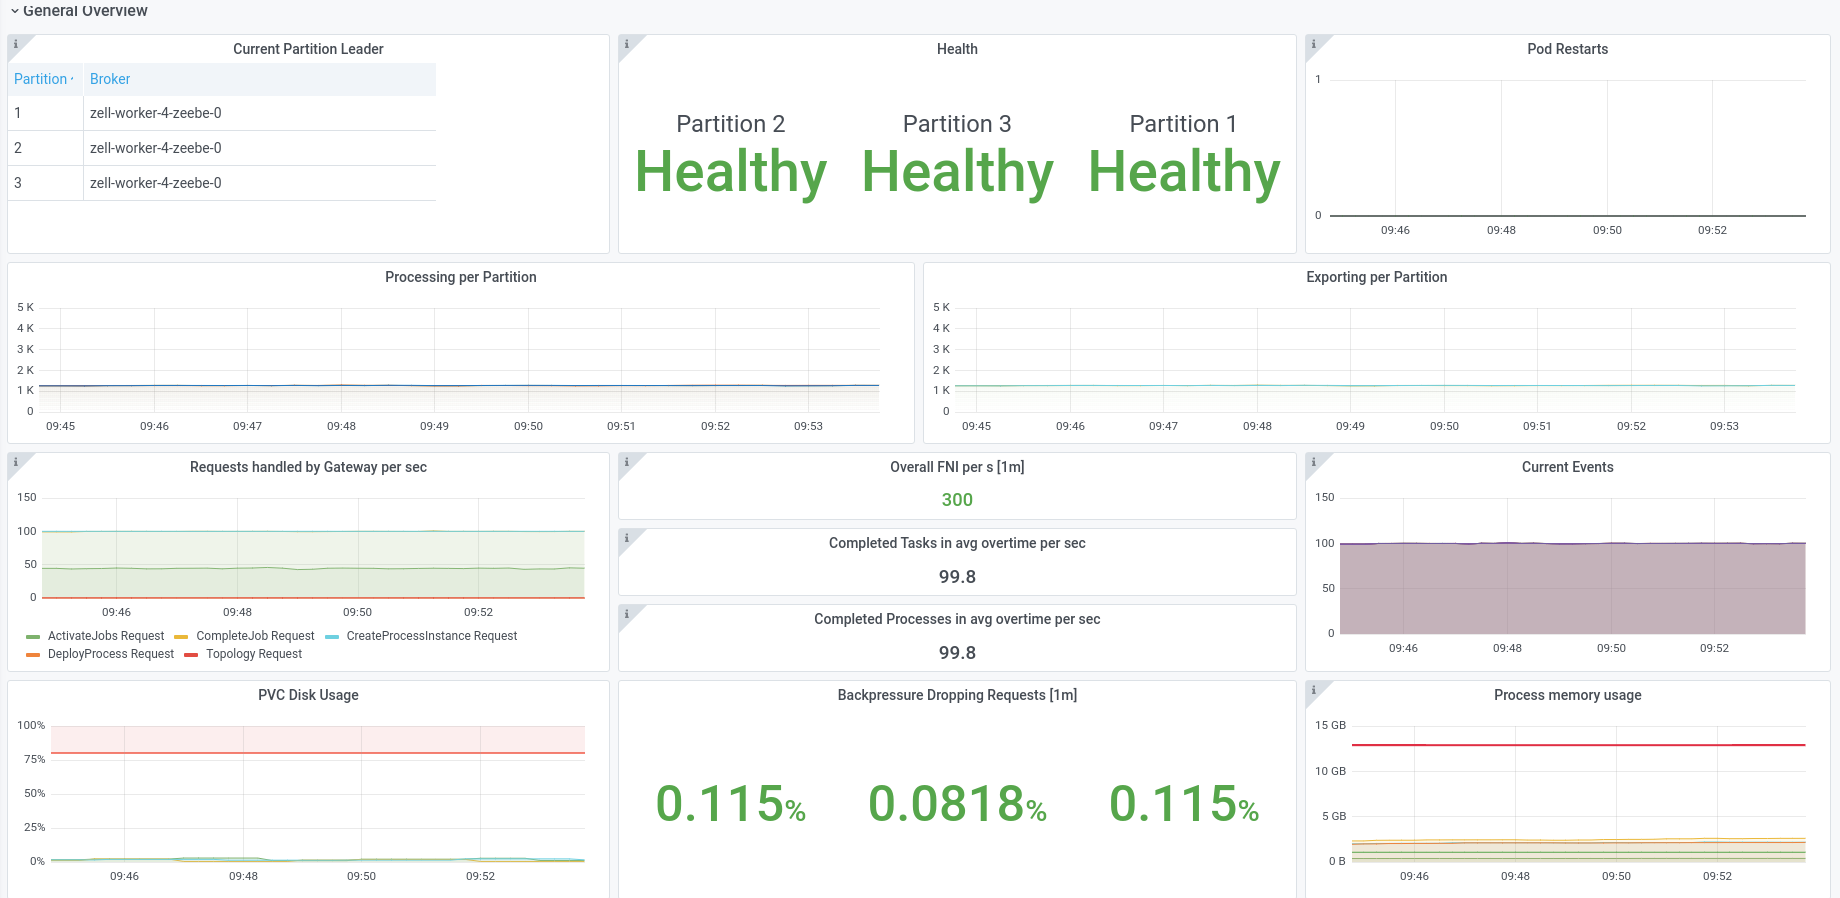 General Overview
Current Partition Leader
Partition Broker
1 zell-worker-4-zeebe-0
2 zell-worker-4-zeebe-0
3 zell-worker-4-zeebe-0
Health
Partition 2 Partition 3 Partition 1
Healthy Healthy Healthy
Pod Restarts
1
0
09:46 09:48 09:50 09:52
Processing per Partition
5 K
4 K
3 K
2 K
1 K
0
09:45 09:46 09:47 09:48 09:49 09:50 09:51 09:52 09:53
Exporting per Partition
5 K
4 K
3 K
2 K
1 K
0
09:45 09:46 09:47 09:48 09:49 09:50 09:51 09:52 09:53
Requests handled by Gateway per sec
150
100
50
0
09:46 09:48 09:50 09:52
ActivateJobs Request CompleteJob Request CreateProcessInstance Request
DeployProcess Request Topology Request
Overall FNI per s [1m]
300
Completed Tasks in avg overtime per sec
99.8
Completed Processes in avg overtime per sec
99.8
Current Events
150
100
50
0
09:46 09:48 09:50 09:52
PVC Disk Usage
100%
75%
50%
25%
0%
09:46 09:48 09:50 09:52
Backpressure Dropping Requests [1m]
0.115% 0.0818% 0.115%
Process memory usage
15 GB
10 GB
5 GB
0 B
09:46 09:48 09:50 09:52